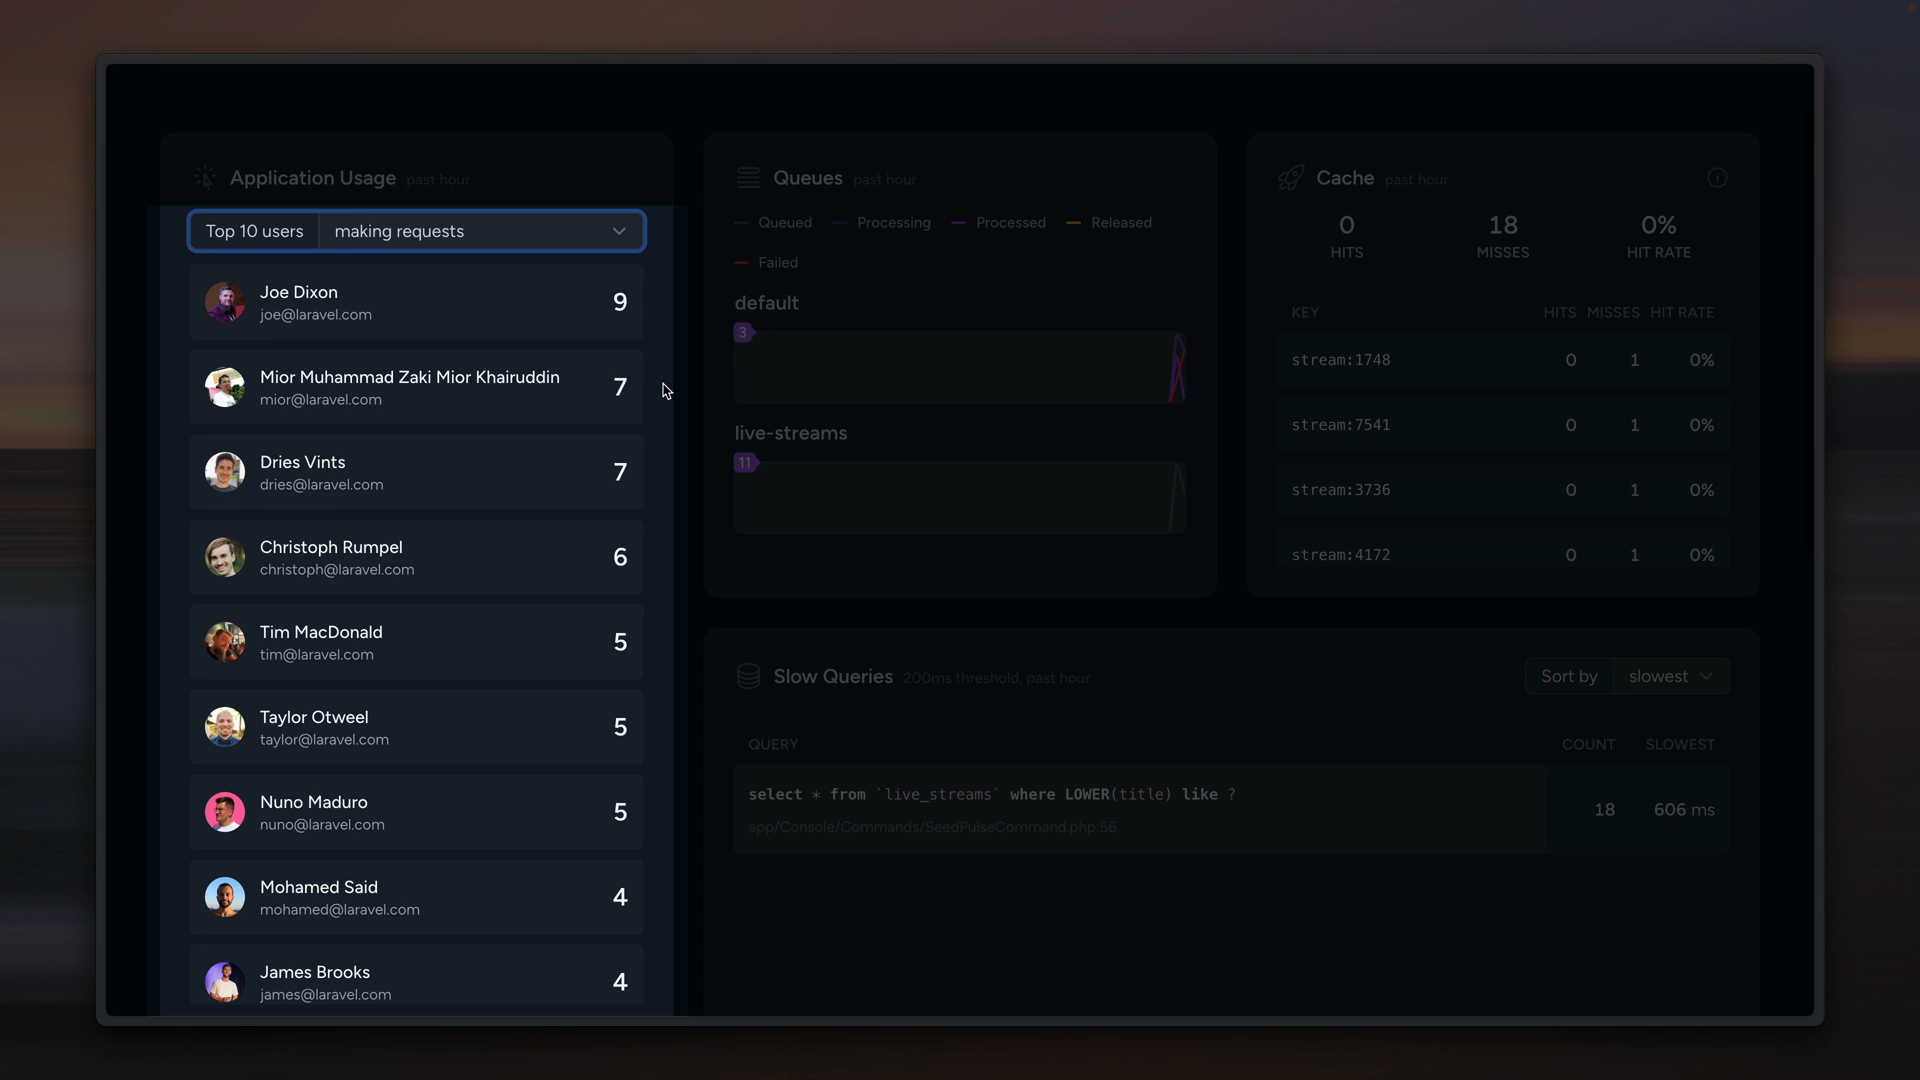 Application Usage past hour
Top 10 users making requests
Joe Dixon
joe@laravel.com
9
Mior Muhammad Zaki Mior Khairuddin
mior@laravel.com
7
Dries Vints
dries@laravel.com
7
Christoph Rumpel
christoph@laravel.com
6
Tim MacDonald
tim@laravel.com
5
Taylor Otweel
taylor@laravel.com
5
Nuno Maduro
nuno@laravel.com
5
Mohamed Said
mohamed@laravel.com
4
James Brooks
james@laravel.com
4
Queues past hour
Queued Processing Processed Released
Failed
default
3
live-streams
11
Cache past hour
0 18 0%
HITS MISSES HIT RATE
KEY HITS MISSES HIT RATE
stream:1748 0 1 0%
stream:7541 0 1 0%
stream:3736 0 1 0%
stream:4172 0 1 0%
Slow Queries 200ms threshold, past hour
Sort by slowest
QUERY COUNT SLOWEST
select * from `live_streams` where LOWER(title) like ?
app/Console/Commands/SeedPulseCommand.php:56
18 606 ms